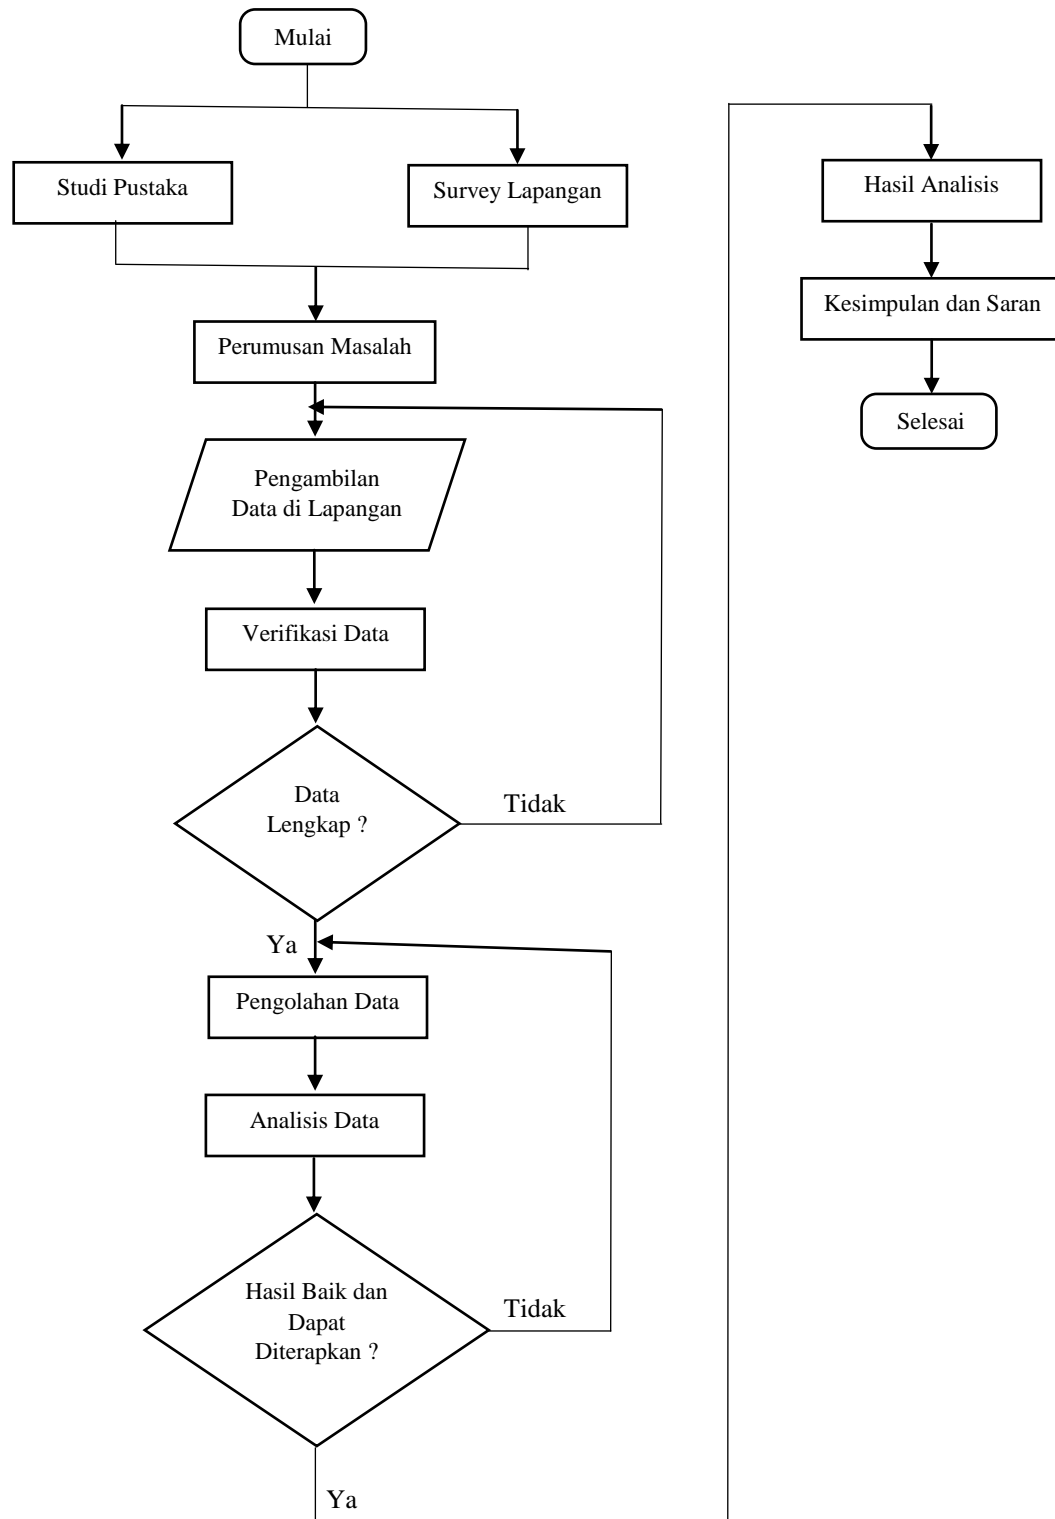 Mulai
Studi Pustaka
Survey Lapangan
Perumusan Masalah
Pengambilan
Data di Lapangan
Verifikasi Data
Data
Lengkap ?
Tidak
Ya
Pengolahan Data
Analisis Data
Hasil Baik dan
Dapat
Diterapkan ?
Tidak
Ya
Hasil Analisis
Kesimpulan dan Saran
Selesai